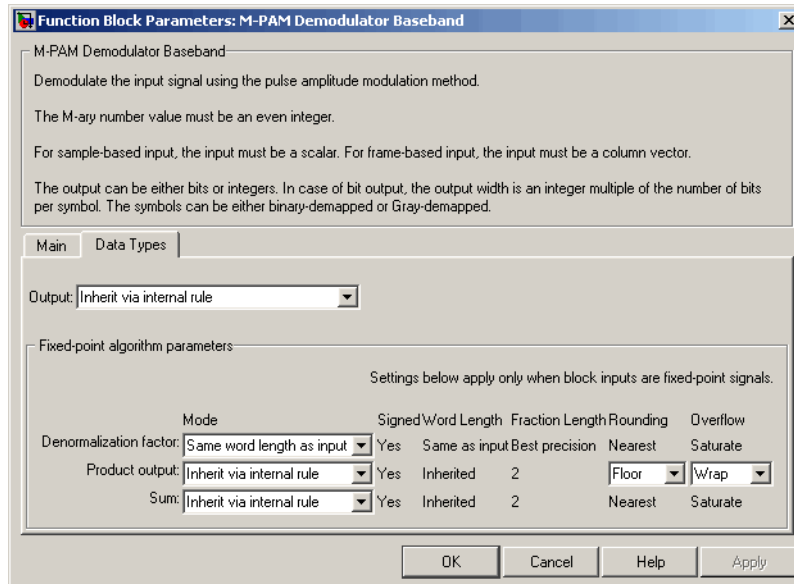 Function Block Parameters: M-PAM Demodulator Baseband
M-PAM Demodulator Baseband
Demodulate the input signal using the pulse amplitude modulation method.
The M-ary number value must be an even integer.
For sample-based input, the input must be a scalar. For frame-based input, the input must be a column vector.
The output can be either bits or integers. In case of bit output, the output width is an integer multiple of the number of bits
per symbol. The symbols can be either binary-demapped or Gray-demapped.
Main Data Types
Output: Inherit via internal rule
Fixed-point algorithm parameters
Settings below apply only when block inputs are fixed-point signals.
Mode Signed Word Length Fraction Length Rounding Overflow
Denormalization factor: Same word length as input Yes Same as input Best precision Nearest Saturate
Product output: Inherit via internal rule Yes Inherited 2 Floor Wrap
Sum: Inherit via internal rule Yes Inherited 2 Nearest Saturate
OK Cancel Help Apply